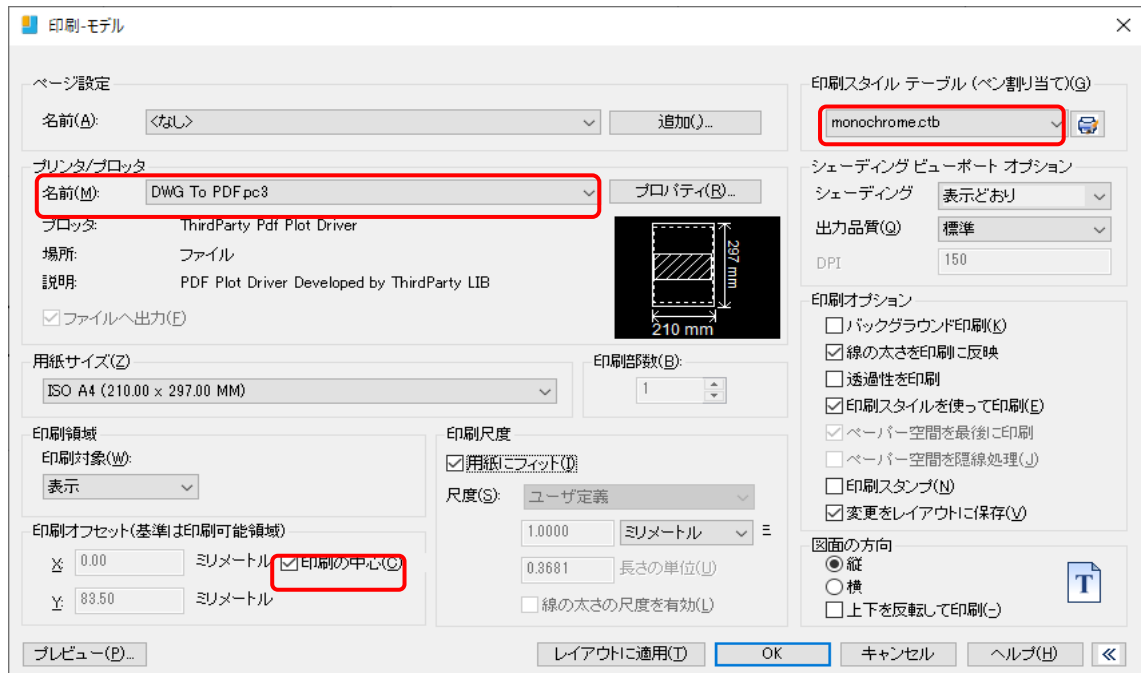 印刷-モデル
ページ設定
名前(A):
<なし>
追加()...
プリンタ/プロッタ
名前(M):
DWG To PDF.pc3
プロパティ(R)...
プロッタ:
ThirdParty Pdf Plot Driver
場所:
ファイル
説明:
PDF Plot Driver Developed by ThirdParty LIB
ファイルへ出力(F)
297 mm
210 mm
用紙サイズ(Z)
ISO A4 (210.00 x 297.00 MM)
印刷部数(B):
1
印刷領域
印刷対象(W):
表示
印刷オフセット(基準は印刷可能領域)
X:
0.00
ミリメートル
印刷の中心(C)
Y:
83.50
ミリメートル
印刷尺度
用紙にフィット(I)
尺度(S):
ユーザ定義
1.0000
ミリメートル
=
0.3681
長さの単位(U)
線の太さの尺度を有効(L)
印刷スタイル テーブル (ペン割り当て)(G)
monochrome.ctb
シェーディング ビューポート オプション
シェーディング
表示どおり
出力品質(Q)
標準
DPI
150
印刷オプション
バックグラウンド印刷(K)
線の太さを印刷に反映
透過性を印刷
印刷スタイルを使って印刷(E)
ペーパー空間を最後に印刷
ペーパー空間を隠線処理(J)
印刷スタンプ(N)
変更をレイアウトに保存(V)
図面の方向
縦
横
上下を反転して印刷(-)
T
プレビュー(P)...
レイアウトに適用(T)
OK
キャンセル
ヘルプ(H)